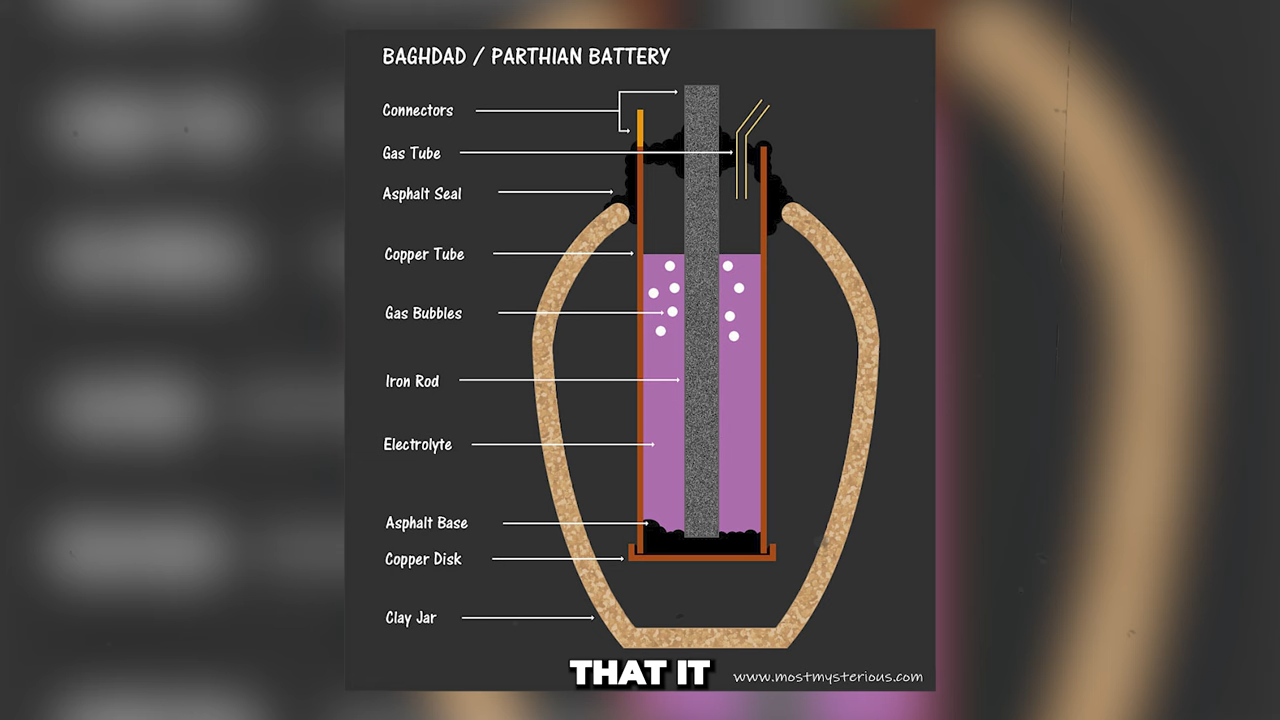 BAGHDAD / PARTHIAN BATTERY
Connectors
Gas Tube
Asphalt Seal
Copper Tube
Gas Bubbles
Iron Rod
Electrolyte
Asphalt Base
Copper Disk
Clay Jar
THAT IT
www.mostmysterious.com